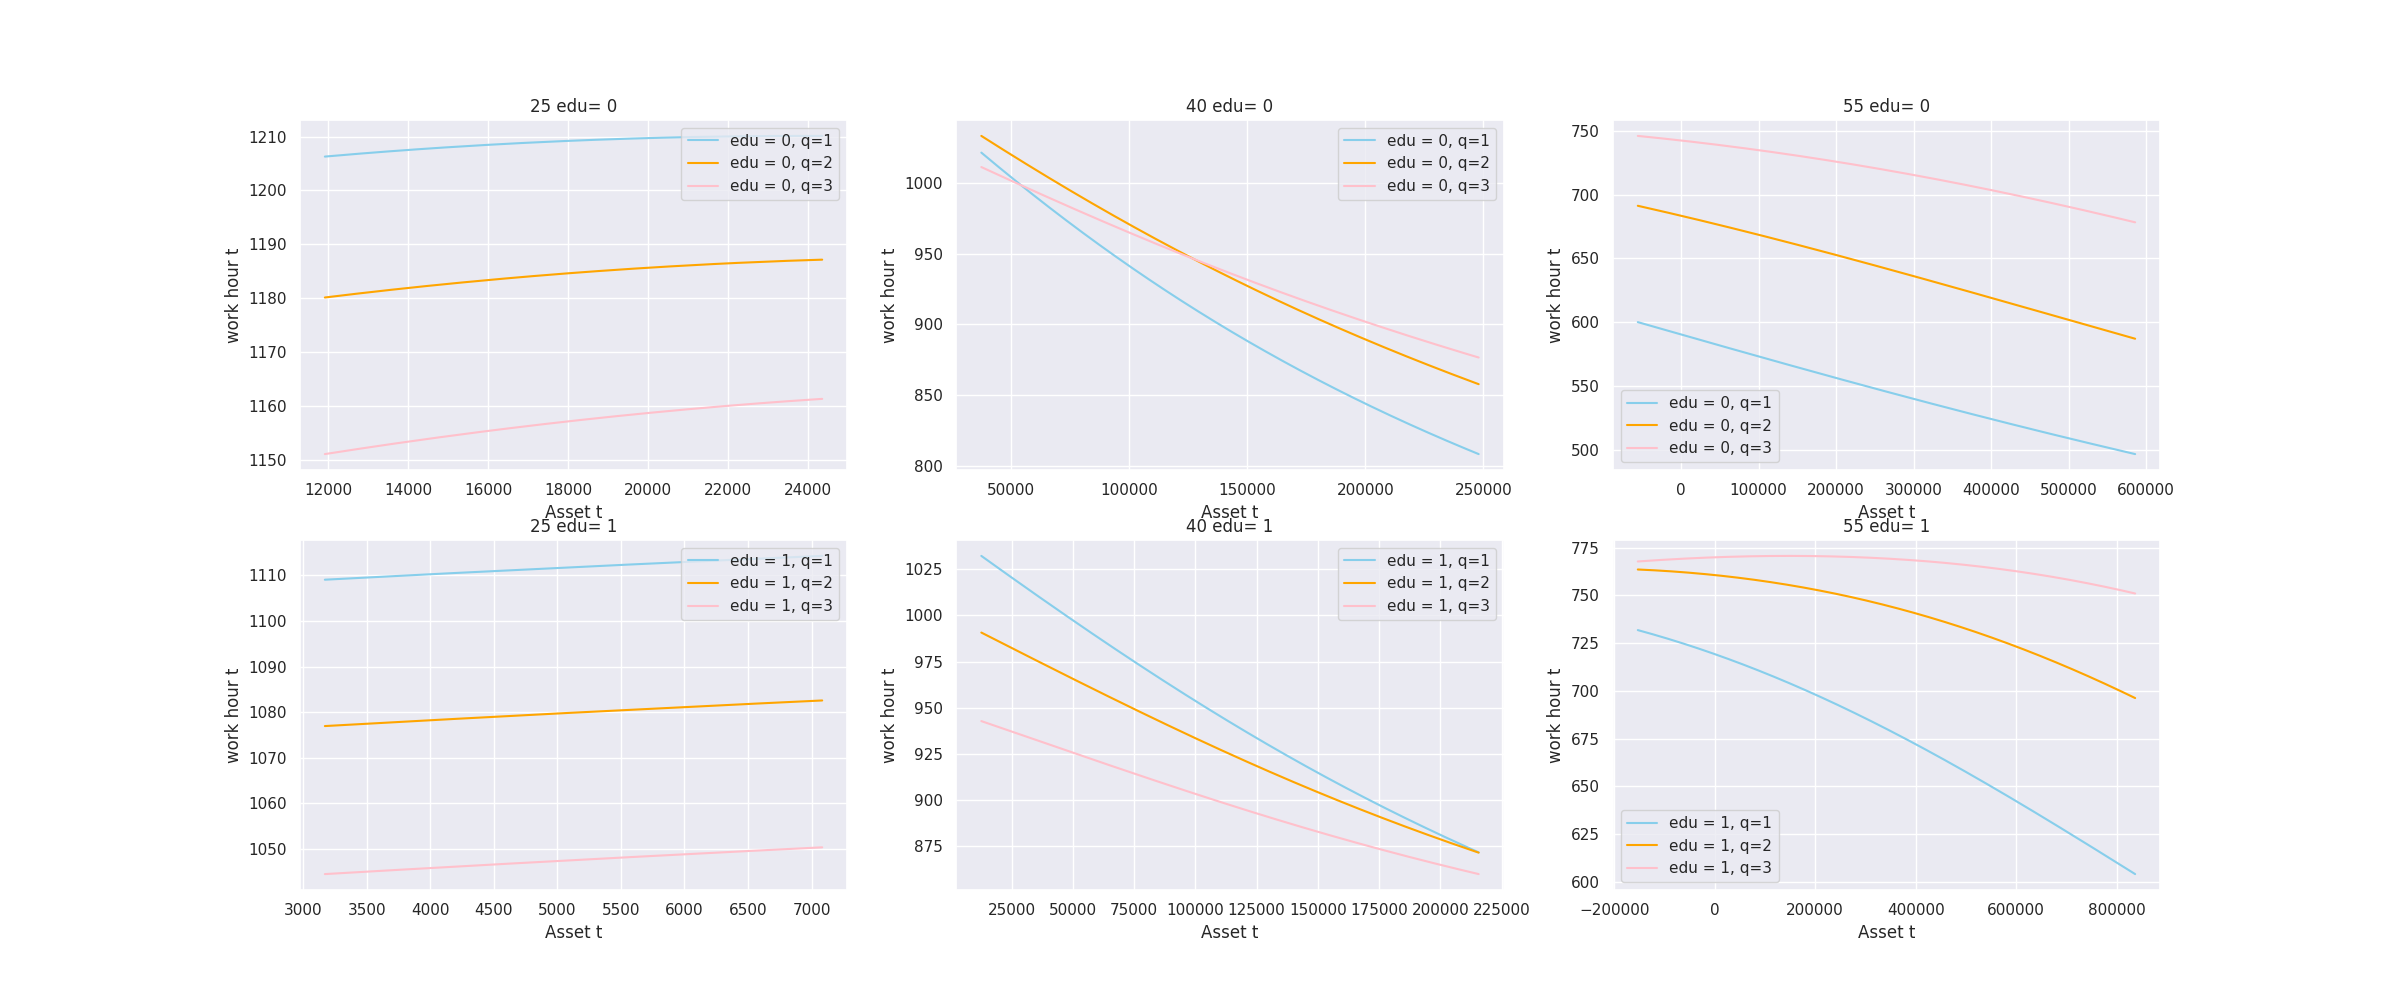 25 edu= 0
work hour t
1210
1200
1190
1180
1170
1160
1150
edu = 0, q=1
edu = 0, q=2
edu = 0, q=3
12000 14000 16000 18000 20000 22000 24000
Asset t
40 edu= 0
work hour t
1000
950
900
850
800
edu = 0, q=1
edu = 0, q=2
edu = 0, q=3
50000 100000 150000 200000 250000
Asset t
55 edu= 0
work hour t
750
700
650
600
550
500
edu = 0, q=1
edu = 0, q=2
edu = 0, q=3
0 100000 200000 300000 400000 500000 600000
Asset t
25 edu= 1
work hour t
1110
1100
1090
1080
1070
1060
1050
edu = 1, q=1
edu = 1, q=2
edu = 1, q=3
3000 3500 4000 4500 5000 5500 6000 6500 7000
Asset t
40 edu= 1
work hour t
1025
1000
975
950
925
900
875
edu = 1, q=1
edu = 1, q=2
edu = 1, q=3
25000 50000 75000 100000 125000 150000 175000 200000 225000
Asset t
55 edu= 1
work hour t
775
750
725
700
675
650
625
600
edu = 1, q=1
edu = 1, q=2
edu = 1, q=3
−200000 0 200000 400000 600000 800000
Asset t